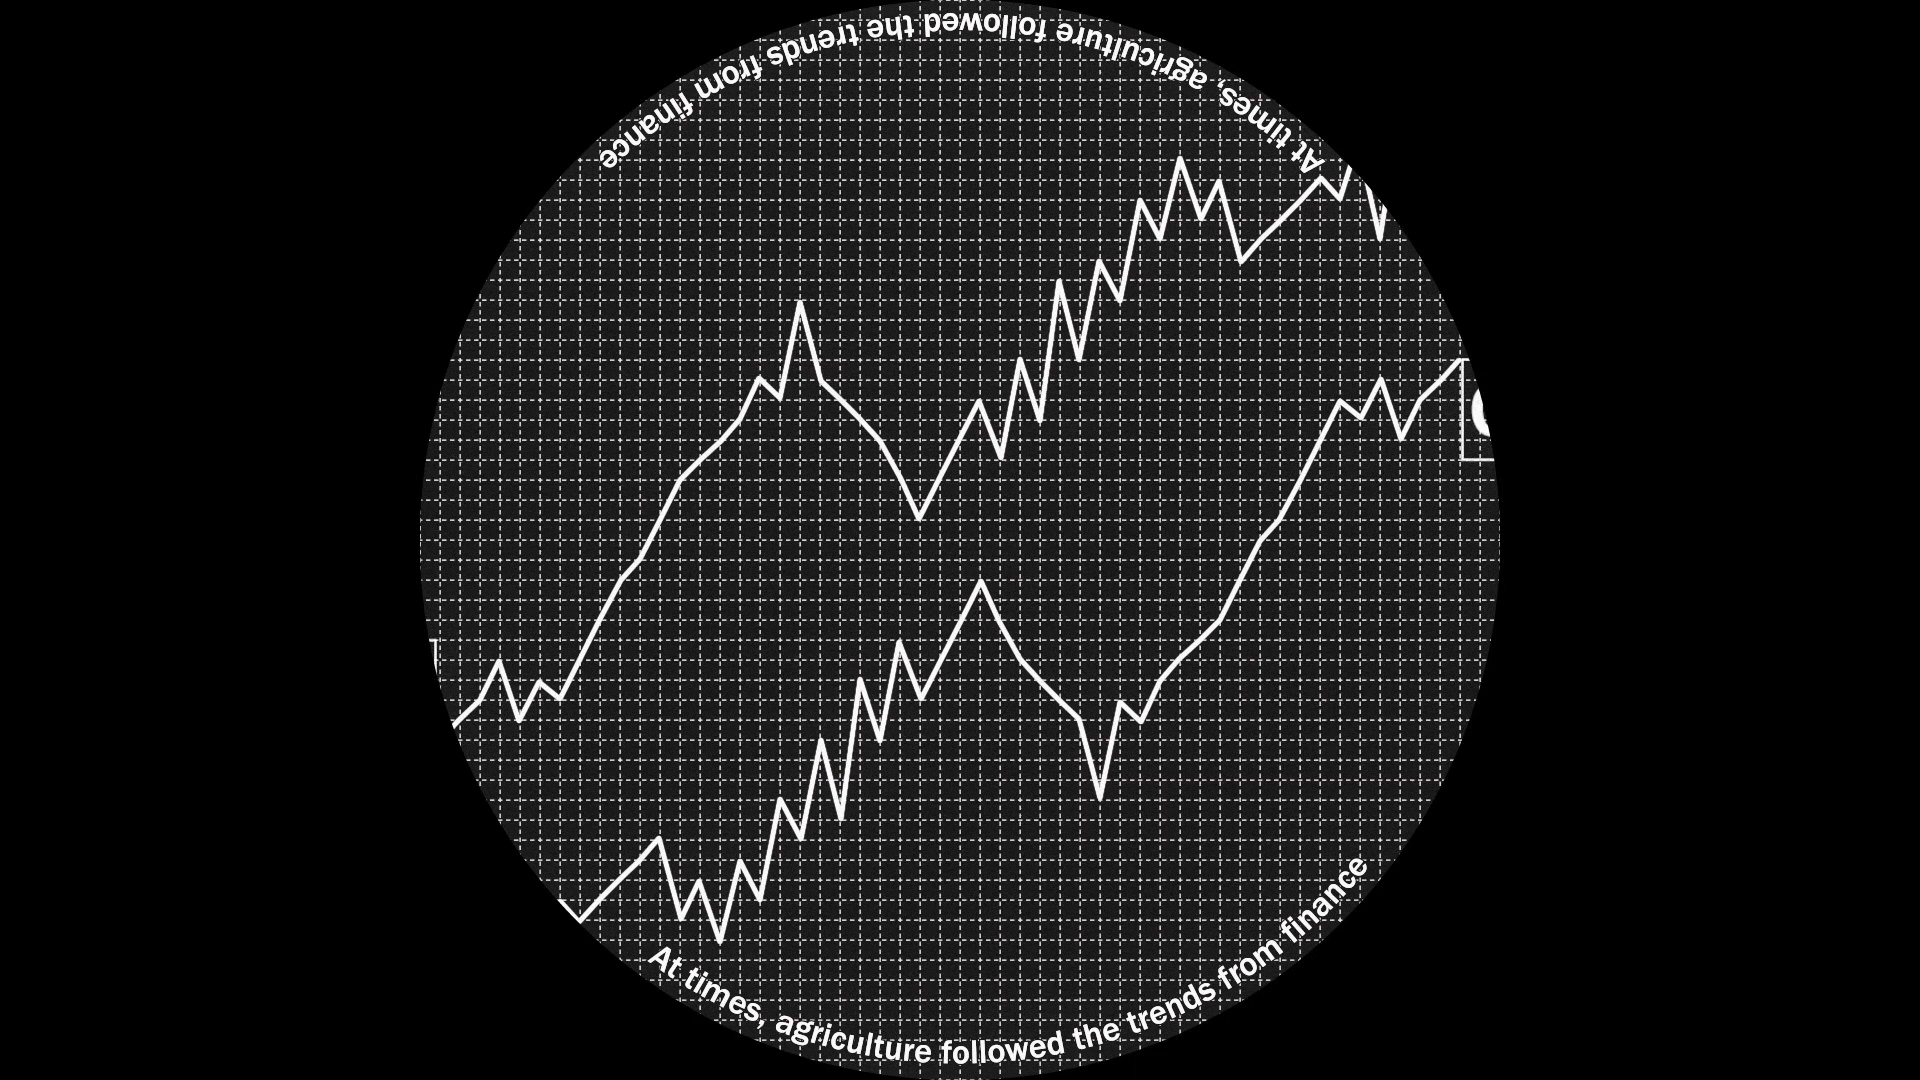 At times, agriculture followed the trends from finance
At times, agriculture followed the trends from finance